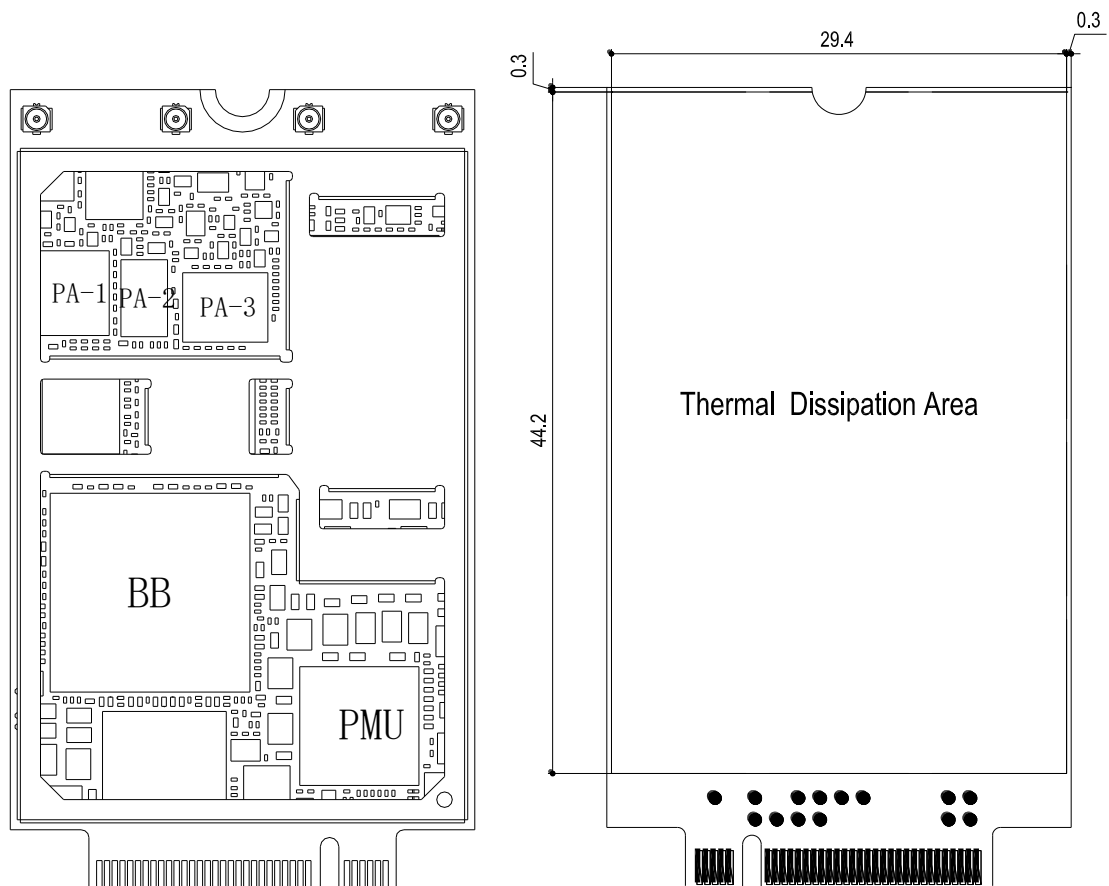 0.3
29.4
0.3
PA-1
PA-2
PA-3
44.2
Thermal Dissipation Area
BB
PMU